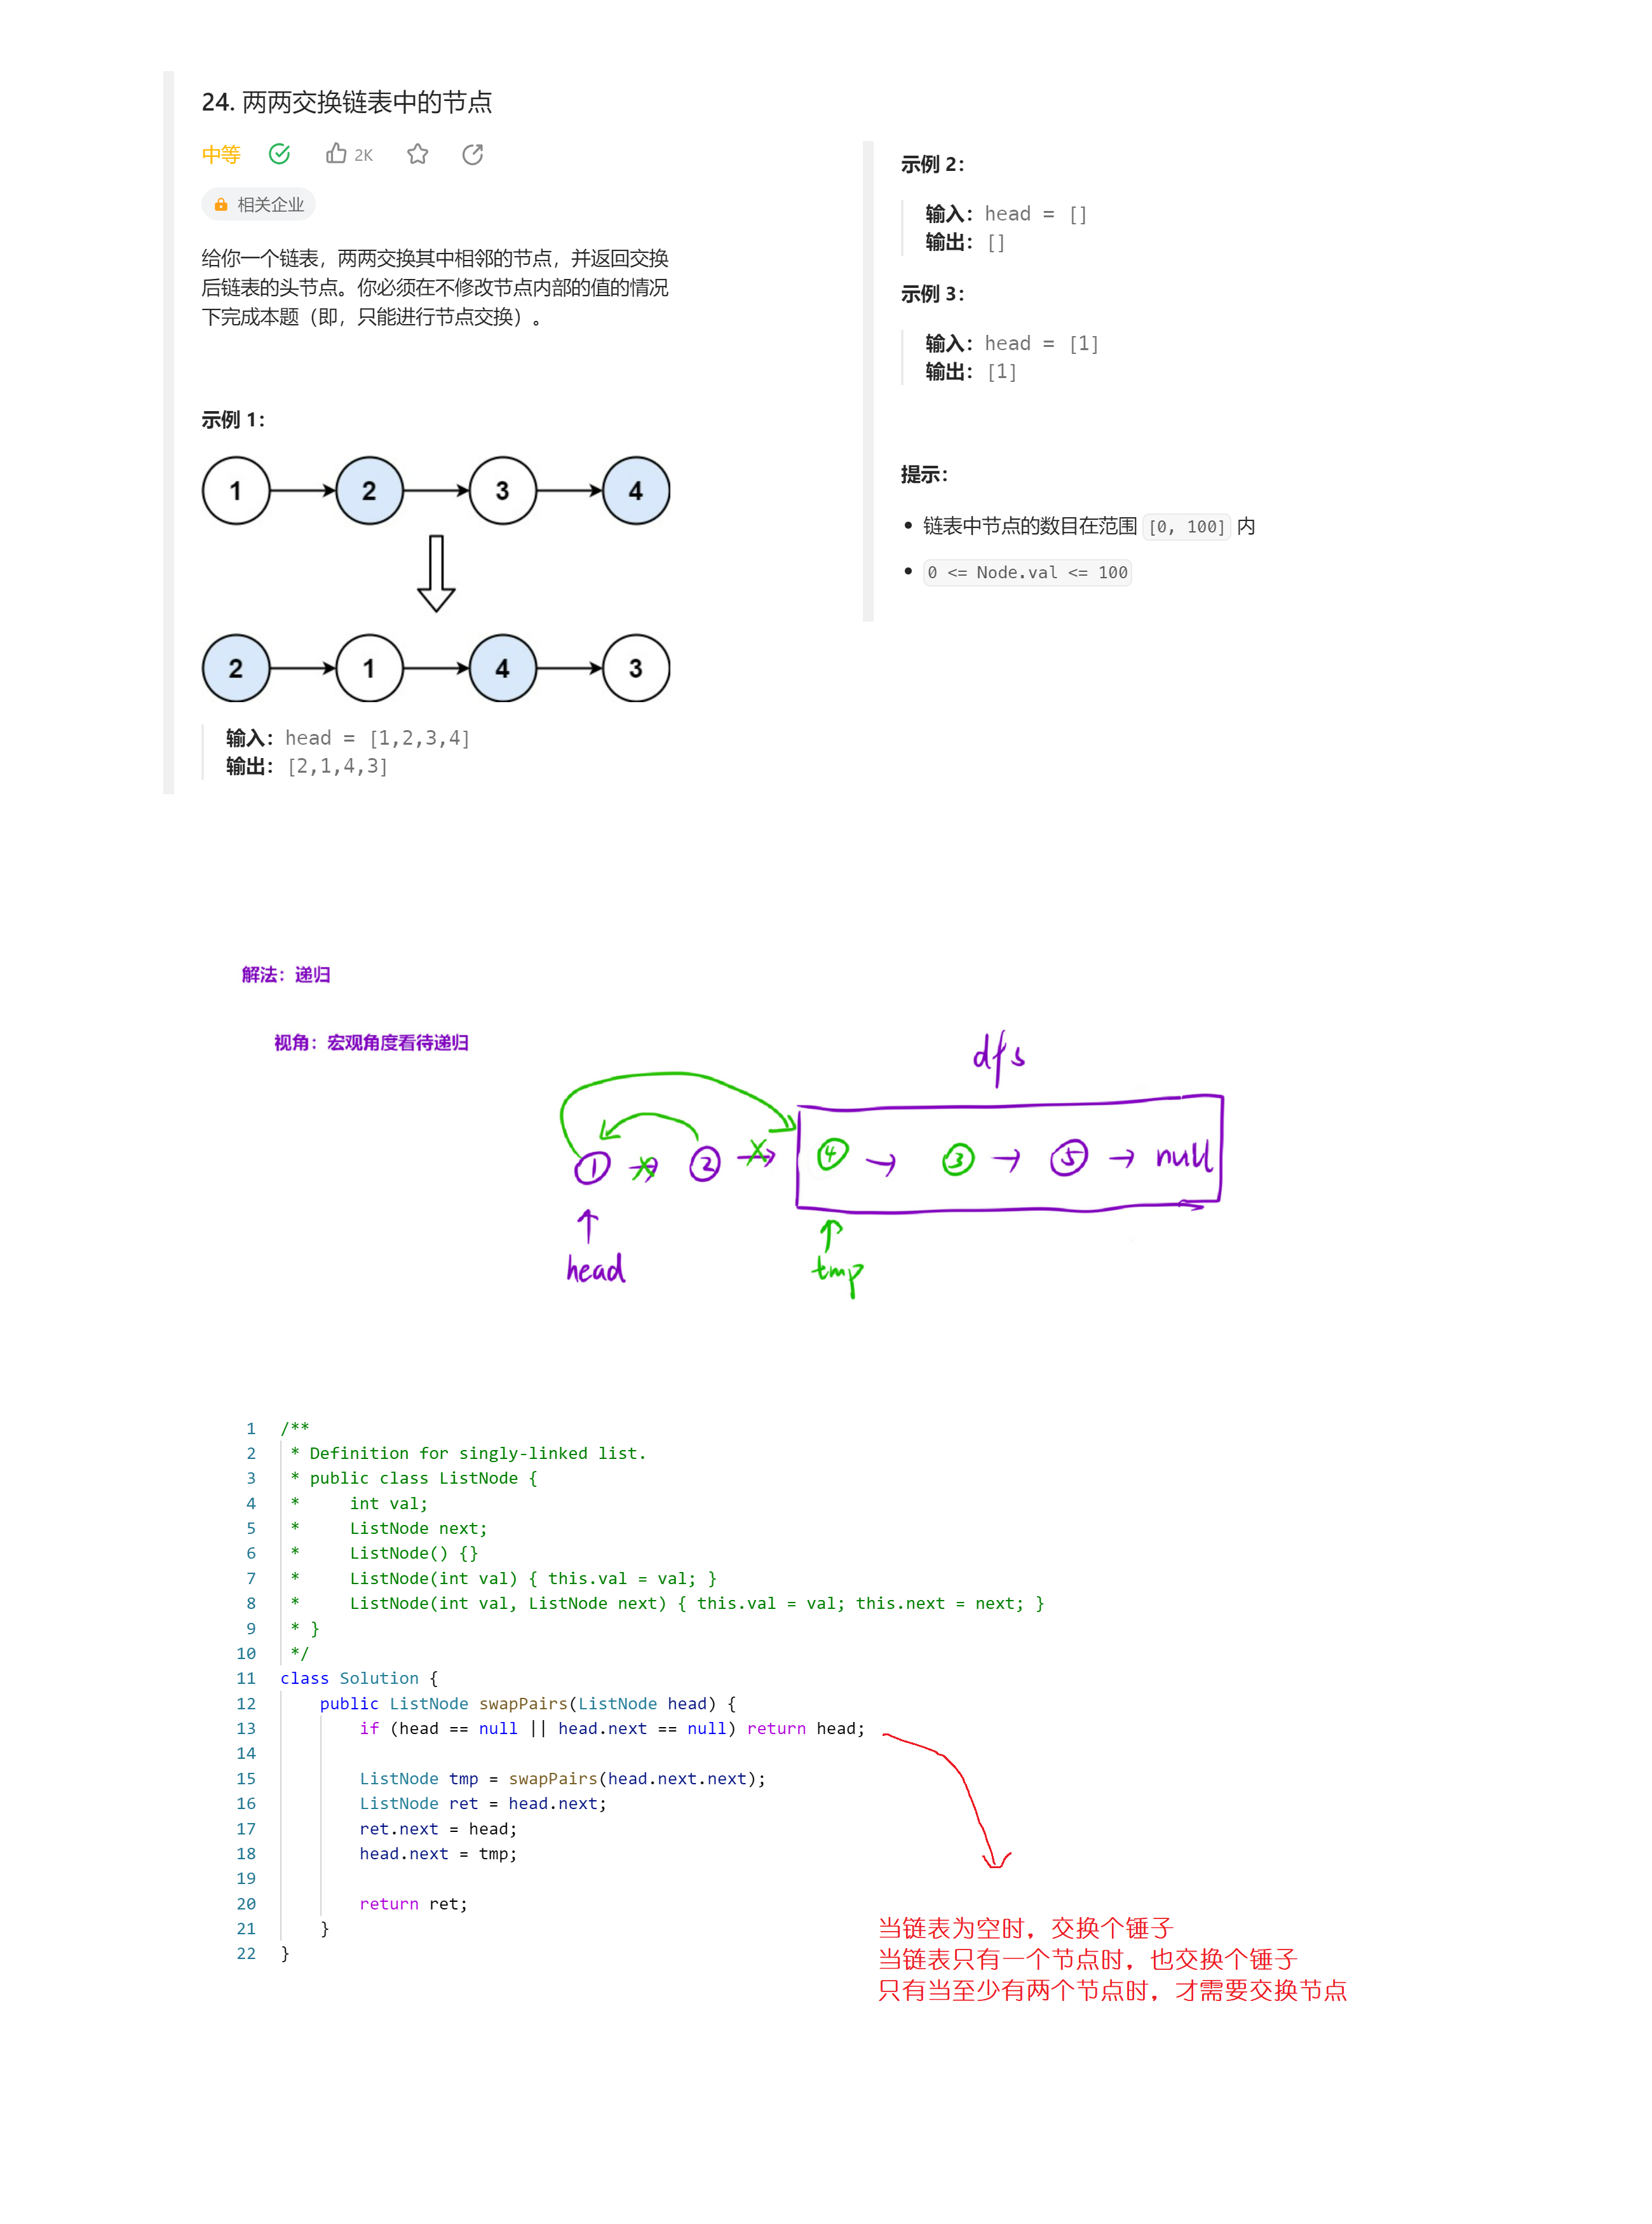 24. 两两交换链表中的节点
中等 2K
相关企业
给你一个链表，两两交换其中相邻的节点，并返回交换
后链表的头节点。你必须在不修改节点内部的值的情况
下完成本题（即，只能进行节点交换）。
示例 1：
1 2 3 4
2 1 4 3
输入：head = [1,2,3,4]
输出：[2,1,4,3]
示例 2：
输入：head = []
输出：[]
示例 3：
输入：head = [1]
输出：[1]
提示：
• 链表中节点的数目在范围 [0, 100] 内
• 0 <= Node.val <= 100
解法：递归
视角：宏观角度看待递归
dfs
① → ② → ④ → ③ → ⑤ → null
head
tmp
1 /**
2  * Definition for singly-linked list.
3  * public class ListNode {
4  *     int val;
5  *     ListNode next;
6  *     ListNode() {}
7  *     ListNode(int val) { this.val = val; }
8  *     ListNode(int val, ListNode next) { this.val = val; this.next = next; }
9  * }
10  */
11 class Solution {
12     public ListNode swapPairs(ListNode head) {
13         if (head == null || head.next == null) return head;
14
15         ListNode tmp = swapPairs(head.next.next);
16         ListNode ret = head.next;
17         ret.next = head;
18         head.next = tmp;
19
20         return ret;
21     }
22 }
当链表为空时，交换个锤子
当链表只有一个节点时，也交换个锤子
只有当至少有两个节点时，才需要交换节点